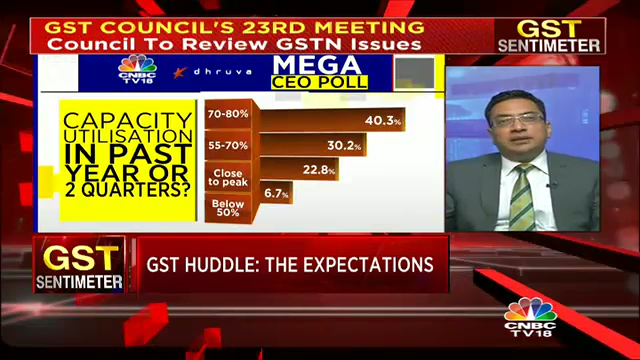 GST COUNCIL'S 23RD MEETING
Council To Review GSTN Issues
GST
SENTIMETER
CNBC
TV18
dhruva
MEGA
CEO POLL
CAPACITY
UTILISATION
IN PAST
YEAR OR
2 QUARTERS?
70-80%
40.3%
55-70%
30.2%
Close
to peak
22.8%
Below
50%
6.7%
GST
SENTIMETER
GST HUDDLE: THE EXPECTATIONS
CNBC
TV18